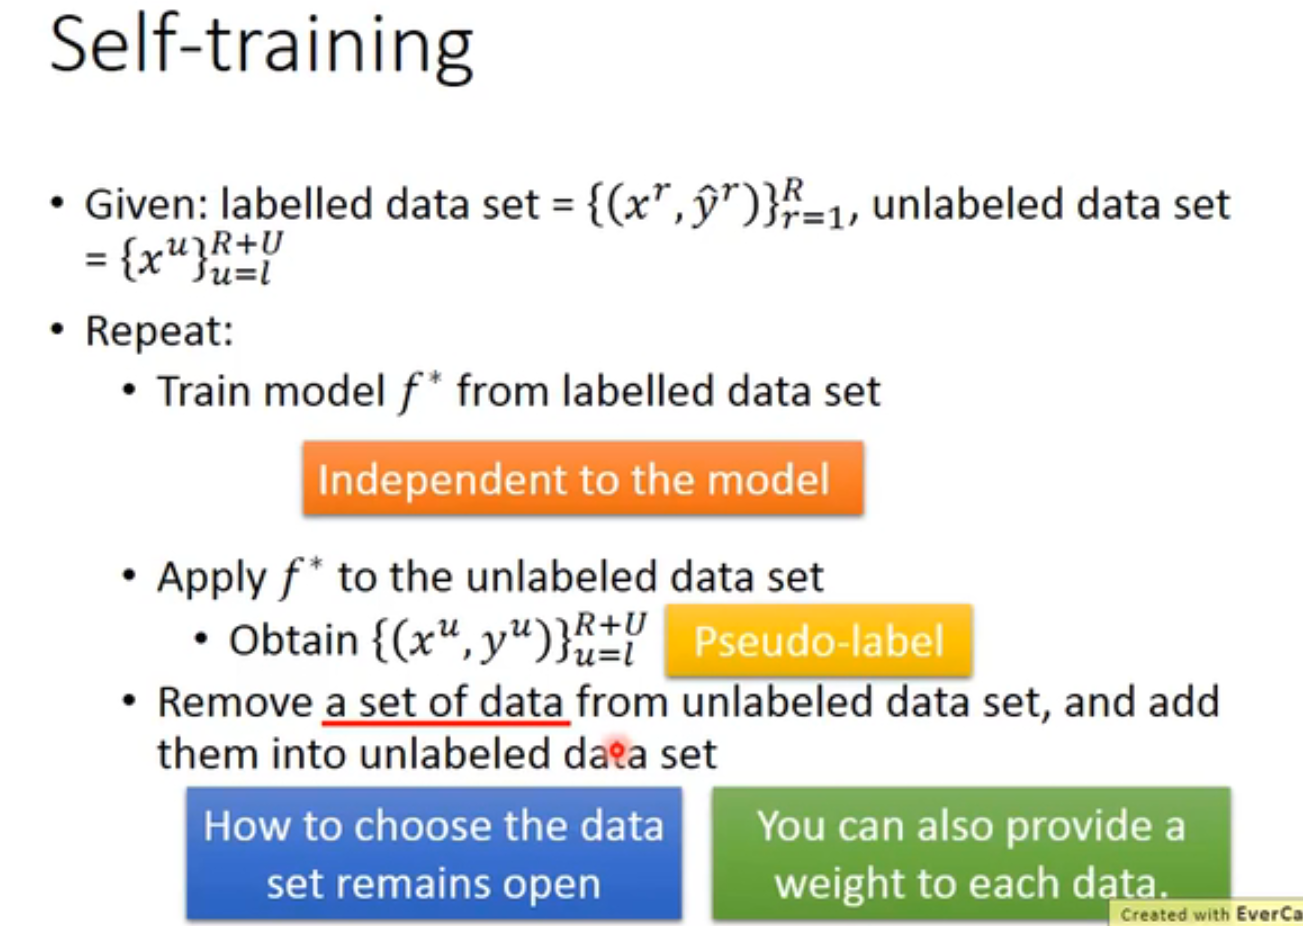 Self-training
• Given: labelled data set = {(x^r, ŷ^r)}_{r=1}^R, unlabeled data set
= {x^u}_{u=l}^{R+U}
• Repeat:
• Train model f* from labelled data set
Independent to the model
• Apply f* to the unlabeled data set
• Obtain {(x^u, y^u)}_{u=l}^{R+U}
Pseudo-label
• Remove a set of data from unlabeled data set, and add
them into unlabeled data set
How to choose the data
set remains open
You can also provide a
weight to each data.
Created with EverCa